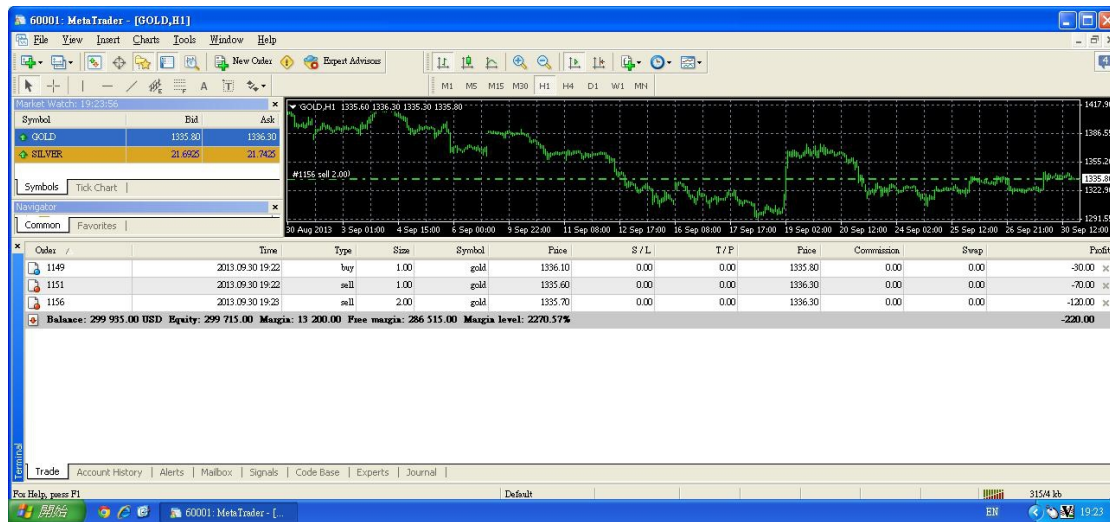 60001: MetaTrader - [GOLD,H1]
File View Insert Charts Tools Window Help
New Order Expert Advisors
A T M1 M5 M15 M30 H1 H4 D1 W1 MN
Market Watch: 19:23:56
Symbol Bid Ask
GOLD 1335.80 1336.30
SILVER 21.6925 21.7425
Symbols Tick Chart
Navigator
Common Favorites
GOLD,H1 1335.60 1336.30 1335.30 1335.80
#1156 sell 2.00
1417.90
1386.55
1355.20
1335.80
1322.90
1291.55
30 Aug 2013 3 Sep 01:00 4 Sep 15:00 6 Sep 00:00 9 Sep 22:00 11 Sep 08:00 12 Sep 17:00 16 Sep 08:00 17 Sep 17:00 19 Sep 02:00 20 Sep 12:00 24 Sep 02:00 25 Sep 12:00 26 Sep 21:00 30 Sep 12:00
Order / Time Type Size Symbol Price S / L T / P Price Commission Swap Profit
1149 2013.09.30 19:22 buy 1.00 gold 1336.10 0.00 0.00 1335.80 0.00 0.00 -30.00
1151 2013.09.30 19:22 sell 1.00 gold 1335.60 0.00 0.00 1336.30 0.00 0.00 -70.00
1156 2013.09.30 19:23 sell 2.00 gold 1335.70 0.00 0.00 1336.30 0.00 0.00 -120.00
Balance: 299 935.00 USD Equity: 299 715.00 Margin: 13 200.00 Free margin: 286 515.00 Margin level: 2270.57% -220.00
Terminal
Trade Account History Alerts Mailbox Signals Code Base Experts Journal
For Help, press F1 Default 315/4 kb
開始 60001: MetaTrader - [... EN 19:23